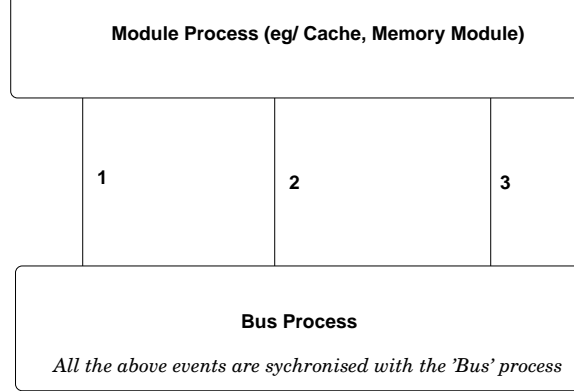 Module Process (eg/ Cache, Memory Module)
1 2 3
Bus Process
All the above events are sychronised with the 'Bus' process